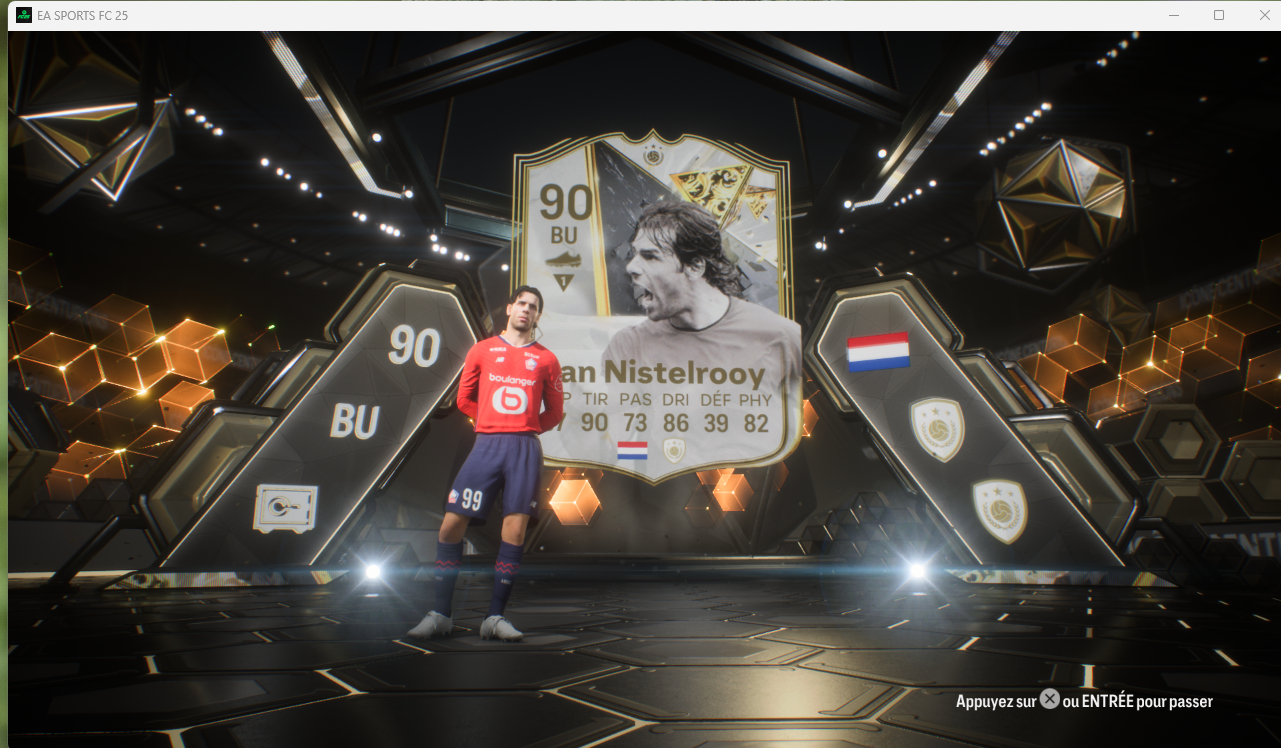 EA SPORTS FC 25
90
BU
an Nistelrooy
TIR PAS DRI DÉF PHY
90 73 86 39 82
90
BU
boulanger
99
Appuyez sur ou ENTRÉE pour passer